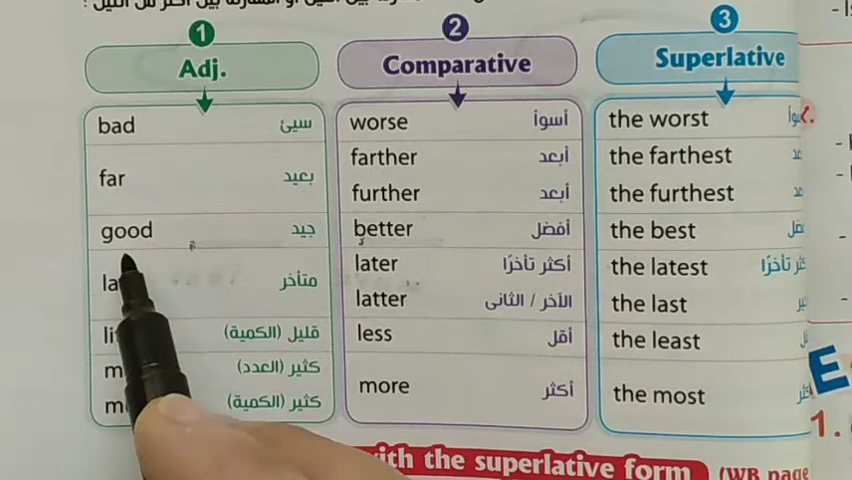 1 2 3
Adj. Comparative Superlative
bad سيئ worse أسوأ the worst
far بعيد farther أبعد the farthest
further أبعد the furthest
good جيد better أفضل the best
متأخر later أكثر تأخرًا the latest
latter الآخر / الثانى the last
قليل (الكمية) less أقل the least
كثير (العدد) more أكثر the most
كثير (الكمية)
with the superlative form (WB page
E
1.